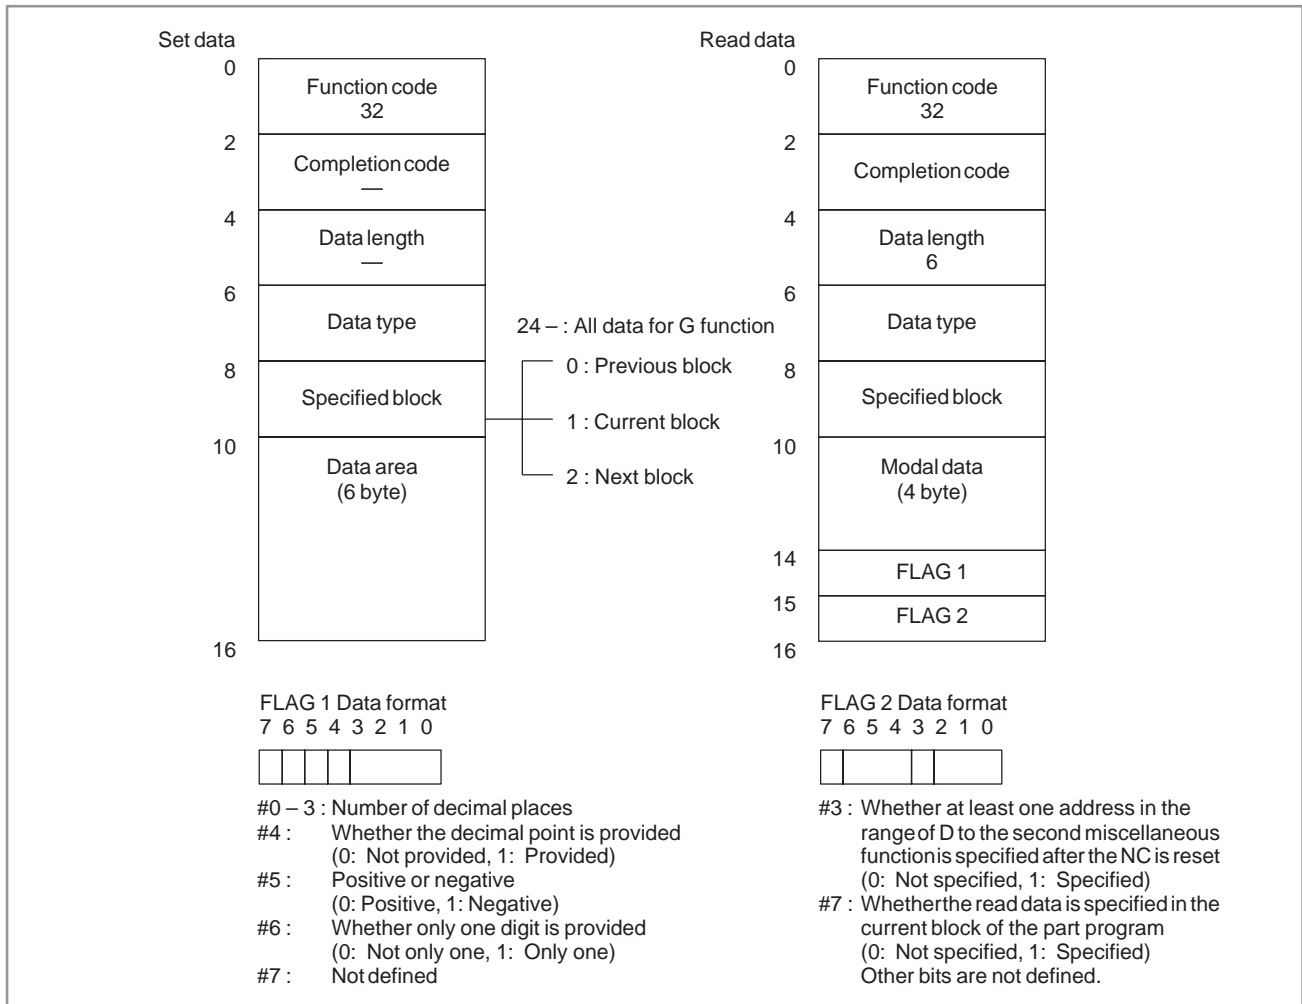 Set data
0
Function code
32
2
Completion code
—
4
Data length
—
6
Data type
8
Specified block
10
Data area
(6 byte)
16
24 – : All data for G function
0 : Previous block
1 : Current block
2 : Next block
Read data
0
Function code
32
2
Completion code
4
Data length
6
6
Data type
8
Specified block
10
Modal data
(4 byte)
14
FLAG 1
15
FLAG 2
16
FLAG 1 Data format
7 6 5 4 3 2 1 0
#0 – 3 : Number of decimal places
#4 : Whether the decimal point is provided
(0: Not provided, 1: Provided)
#5 : Positive or negative
(0: Positive, 1: Negative)
#6 : Whether only one digit is provided
(0: Not only one, 1: Only one)
#7 : Not defined
FLAG 2 Data format
7 6 5 4 3 2 1 0
#3 : Whether at least one address in the
range of D to the second miscellaneous
function is specified after the NC is reset
(0: Not specified, 1: Specified)
#7 : Whether the read data is specified in the
current block of the part program
(0: Not specified, 1: Specified)
Other bits are not defined.